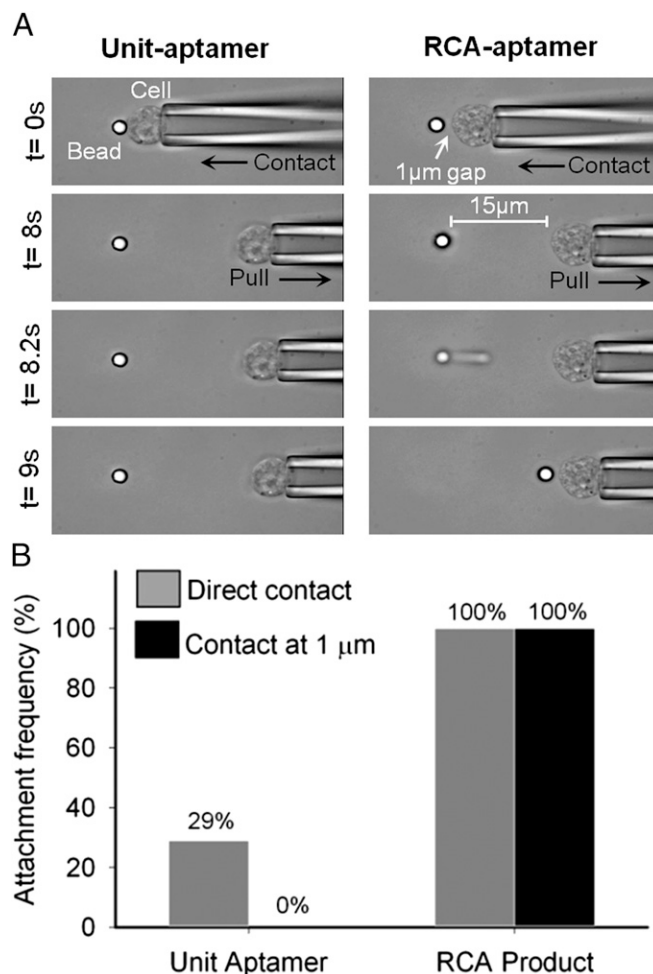 A
Unit-aptamer
RCA-aptamer
t= 0s
Cell
Bead
Contact
1μm gap
Contact
t= 8s
Pull
15μm
Pull
t= 8.2s
t= 9s
B
Attachment frequency (%)
Direct contact
Contact at 1 μm
100
80
60
40
20
0
29%
0%
100%
100%
Unit Aptamer
RCA Product